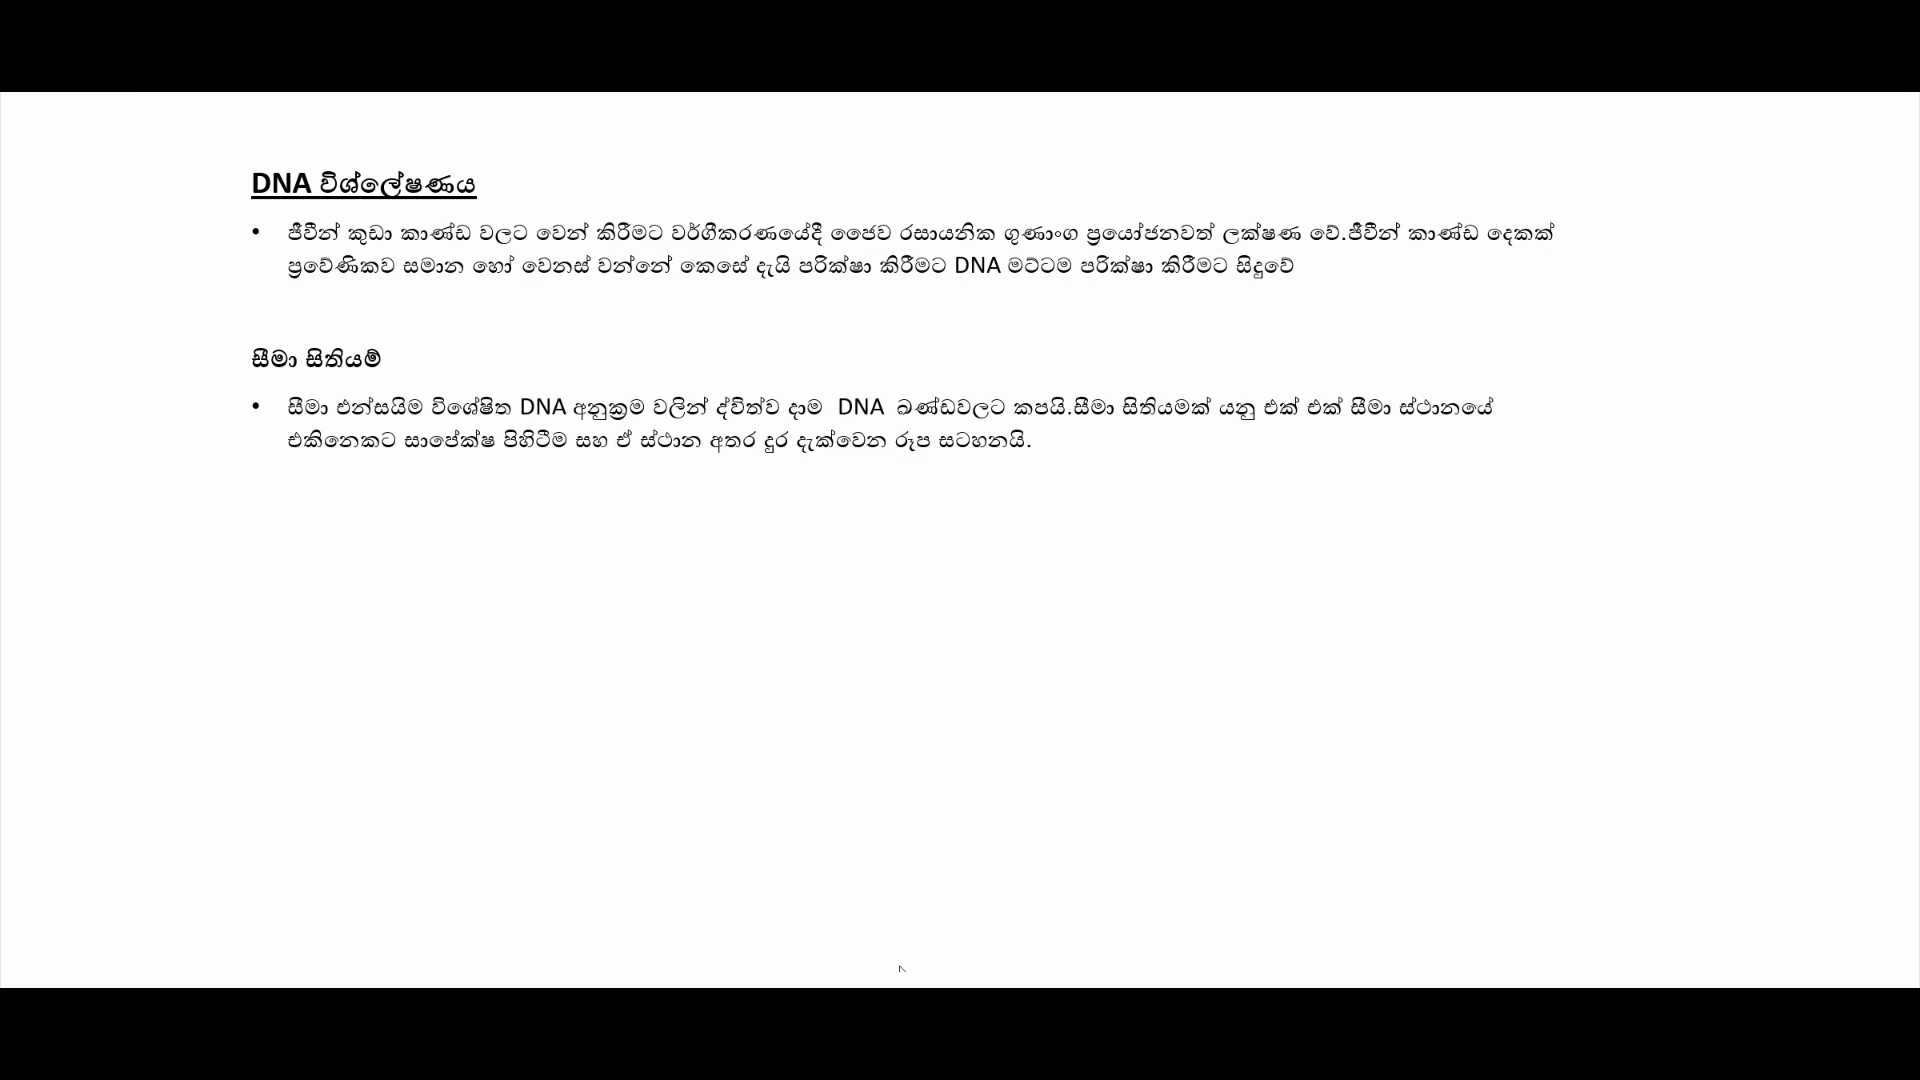 DNA විශ්ලේෂණය
• ජීවීන් කුඩා කාණ්ඩ වලට වෙන් කිරීමට වර්ගීකරණයේදී ජෛව රසායනික ගුණාංග ප්‍රයෝජනවත් ලක්ෂණ වේ.ජීවීන් කාණ්ඩ දෙකක්
ප්‍රවේණිකව සමාන හෝ වෙනස් වන්නේ කෙසේ දැයි පරික්ෂා කිරීමට DNA මට්ටම පරික්ෂා කිරීමට සිදුවේ
සීමා සිතියම්
• සීමා එන්සයිම විශේෂිත DNA අනුක්‍රම වලින් ද්විත්ව දාම  DNA  ඛණ්ඩවලට කපයි.සීමා සිතියමක් යනු එක් එක් සීමා ස්ථානයේ
එකිනෙකට සාපේක්ෂ පිහිටීම සහ ඒ ස්ථාන අතර දුර දැක්වෙන රූප සටහනයි.